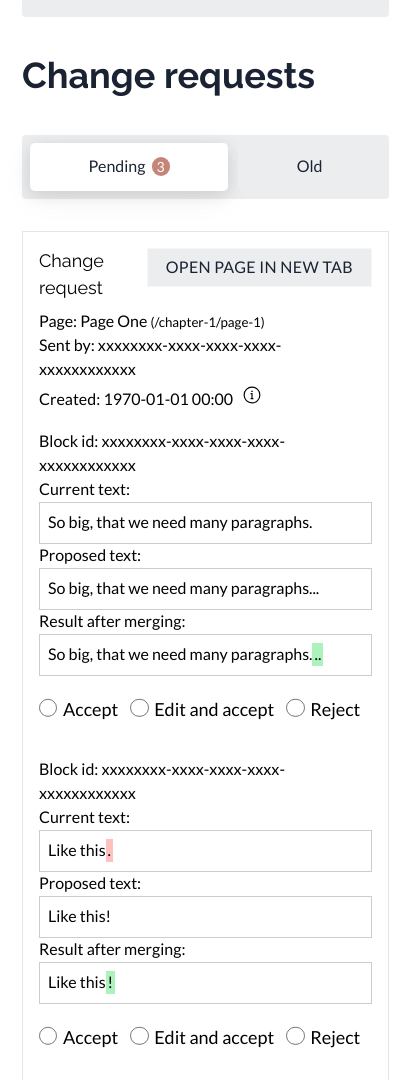 Change requests
Pending 3
Old
Change
request
OPEN PAGE IN NEW TAB
Page: Page One (/chapter-1/page-1)
Sent by: xxxxxxxx-xxxx-xxxx-xxxx-
xxxxxxxxxxxx
Created: 1970-01-01 00:00
Block id: xxxxxxxx-xxxx-xxxx-xxxx-
xxxxxxxxxxxx
Current text:
So big, that we need many paragraphs.
Proposed text:
So big, that we need many paragraphs...
Result after merging:
So big, that we need many paragraphs...
Accept Edit and accept Reject
Block id: xxxxxxxx-xxxx-xxxx-xxxx-
xxxxxxxxxxxx
Current text:
Like this.
Proposed text:
Like this!
Result after merging:
Like this!
Accept Edit and accept Reject